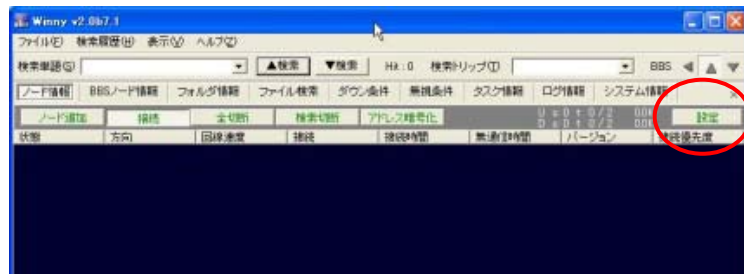 Winny v2.0b7.1
ファイル(F) 検索履歴(H) 表示(V) ヘルプ(Z)
検索単語(G) ▲検索 ▼検索 Hit:0 検索トリップ(T) BBS ◀ ▲ ▼
ノード情報 BBSノード情報 フォルダ情報 ファイル検索 ダウン条件 無視条件 タスク情報 ログ情報 システム情報
ノード追加 接続 全切断 検索切断 アドレス暗号化 設定
状態 方向 回線速度 接続 接続時間 無通信時間 バージョン 接続優先度